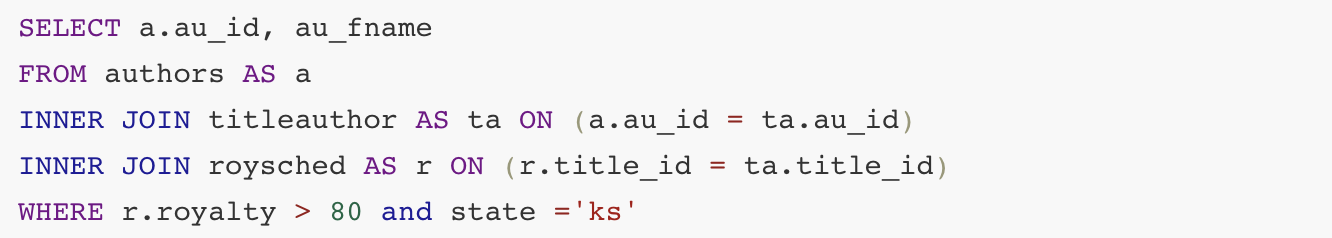 SELECT a.au_id, au_fname
FROM authors AS a
INNER JOIN titleauthor AS ta ON (a.au_id = ta.au_id)
INNER JOIN roysched AS r ON (r.title_id = ta.title_id)
WHERE r.royalty > 80 and state ='ks'